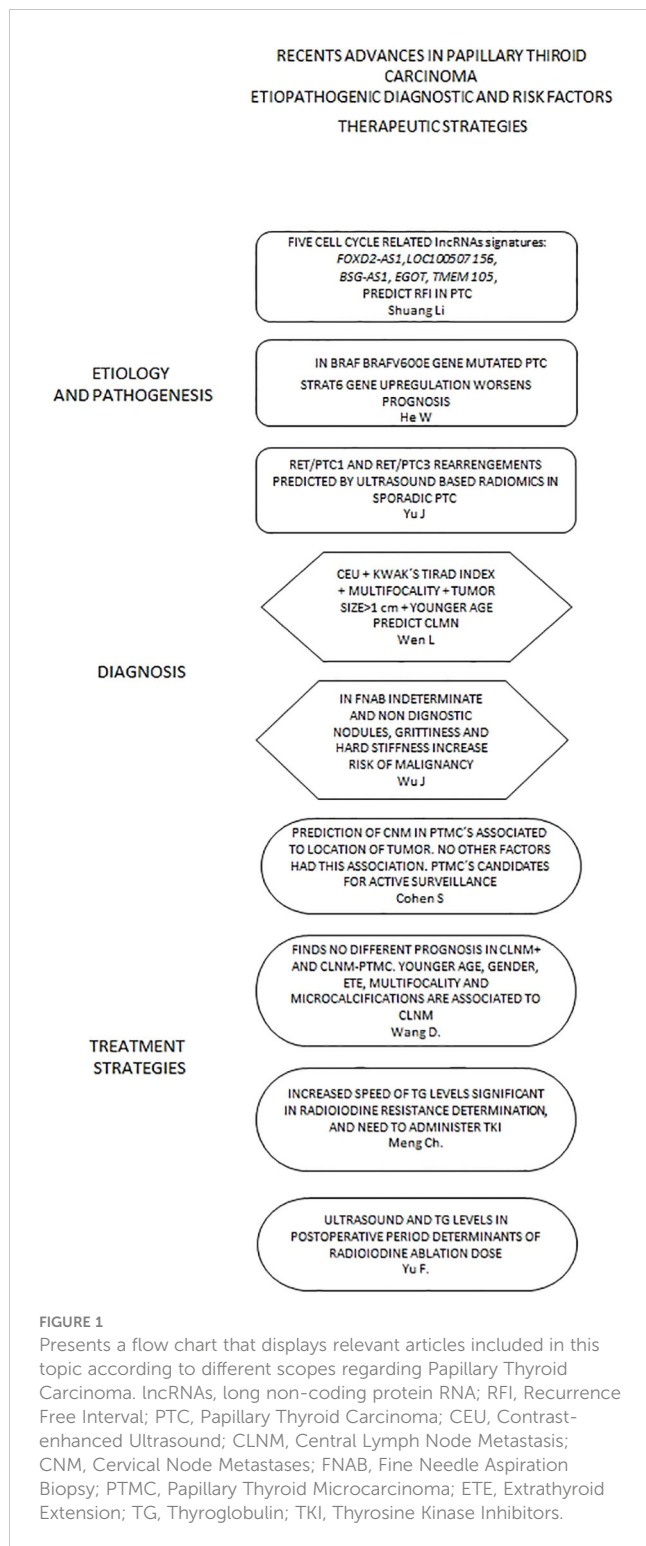 RECENTS ADVANCES IN PAPILLARY THIROID
CARCINOMA
ETIOPATHOGENIC DIAGNOSTIC AND RISK FACTORS
THERAPEUTIC STRATEGIES
FIVE CELL CYCLE RELATED lncRNAs signatures:
FOXD2-AS1, LOC100507156,
BSG-AS1, EGOT, TMEM 105,
PREDICT RFI IN PTC
Shuang Li
ETIOLOGY
AND PATHOGENESIS
IN BRAF BRAFV600E GENE MUTATED PTC
STRAT6 GENE UPREGULATION WORSENS
PROGNOSIS
He W
RET/PTC1 AND RET/PTC3 REARRENGEMENTS
PREDICTED BY ULTRASOUND BASED RADIOMICS IN
SPORADIC PTC
Yu J
CEU + KWAK´S TIRAD INDEX
+ MULTIFOCALITY + TUMOR
SIZE>1 cm + YOUNGER AGE
PREDICT CLMN
Wen L
DIAGNOSIS
IN FNAB INDETERMINATE
AND NON DIGNOSTIC
NODULES, GRITTINESS AND
HARD STIFFNESS INCREASE
RISK OF MALIGNANCY
Wu J
PREDICTION OF CNM IN PTMC´S ASSOCIATED
TO LOCATION OF TUMOR. NO OTHER FACTORS
HAD THIS ASSOCIATION. PTMC´S CANDIDATES
FOR ACTIVE SURVEILLANCE
Cohen S
FINDS NO DIFFERENT PROGNOSIS IN CLNM+
AND CLNM-PTMC. YOUNGER AGE, GENDER,
ETE, MULTIFOCALITY AND
MICROCALCIFICATIONS ARE ASSOCIATED TO
CLNM
Wang D.
TREATMENT
STRATEGIES
INCREASED SPEED OF TG LEVELS SIGNIFICANT
IN RADIOIODINE RESISTANCE DETERMINATION,
AND NEED TO ADMINISTER TKI
Meng Ch.
ULTRASOUND AND TG LEVELS IN
POSTOPERATIVE PERIOD DETERMINANTS OF
RADIOIODINE ABLATION DOSE
Yu F.
FIGURE 1
Presents a flow chart that displays relevant articles included in this
topic according to different scopes regarding Papillary Thyroid
Carcinoma. lncRNAs, long non-coding protein RNA; RFI, Recurrence
Free Interval; PTC, Papillary Thyroid Carcinoma; CEU, Contrast-
enhanced Ultrasound; CLNM, Central Lymph Node Metastasis;
CNM, Cervical Node Metastases; FNAB, Fine Needle Aspiration
Biopsy; PTMC, Papillary Thyroid Microcarcinoma; ETE, Extrathyroid
Extension; TG, Thyroglobulin; TKI, Thyrosine Kinase Inhibitors.